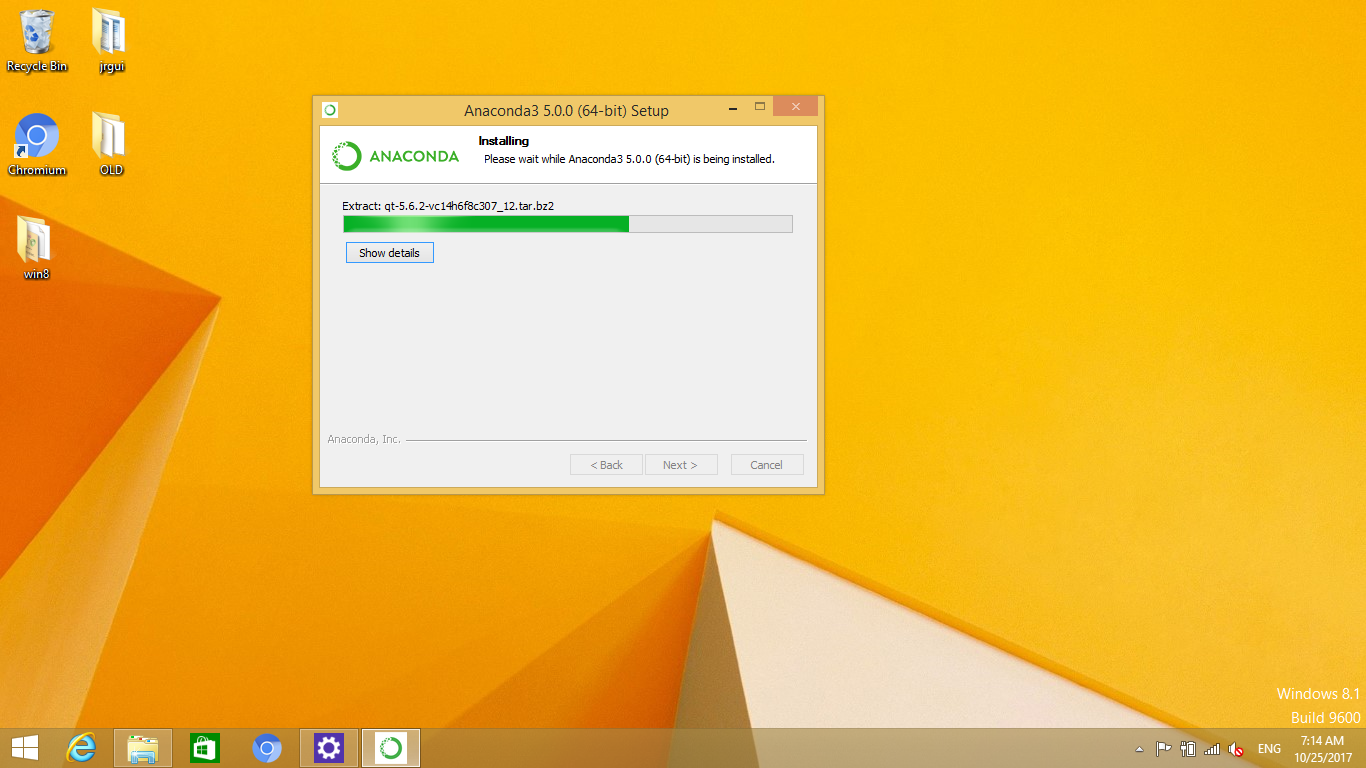 Recycle Bin
jrgui
Chromium
OLD
win8
Anaconda3 5.0.0 (64-bit) Setup
ANACONDA
Installing
Please wait while Anaconda3 5.0.0 (64-bit) is being installed.
Extract: qt-5.6.2-vc14h6f8c307_12.tar.bz2
Show details
Anaconda, Inc.
< Back
Next >
Cancel
Windows 8.1
Build 9600
ENG
7:14 AM
10/25/2017